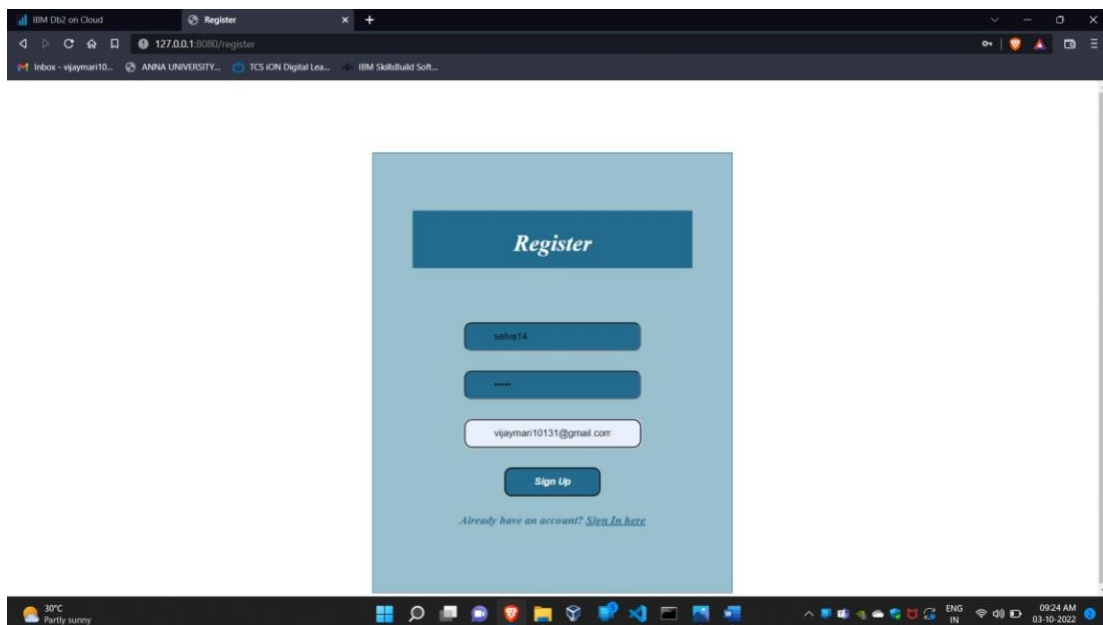 IBM Db2 on Cloud
Register
127.0.0.1:8080/register
Inbox - vijaymari10...
ANNA UNIVERSITY...
TCS iON Digital Lea...
IBM SkillsBuild Soft...
Register
selva14
•••••
vijaymari10131@gmail.com
Sign Up
Already have an account? Sign In here
30°C
Partly sunny
ENG
IN
09:24 AM
03-10-2022